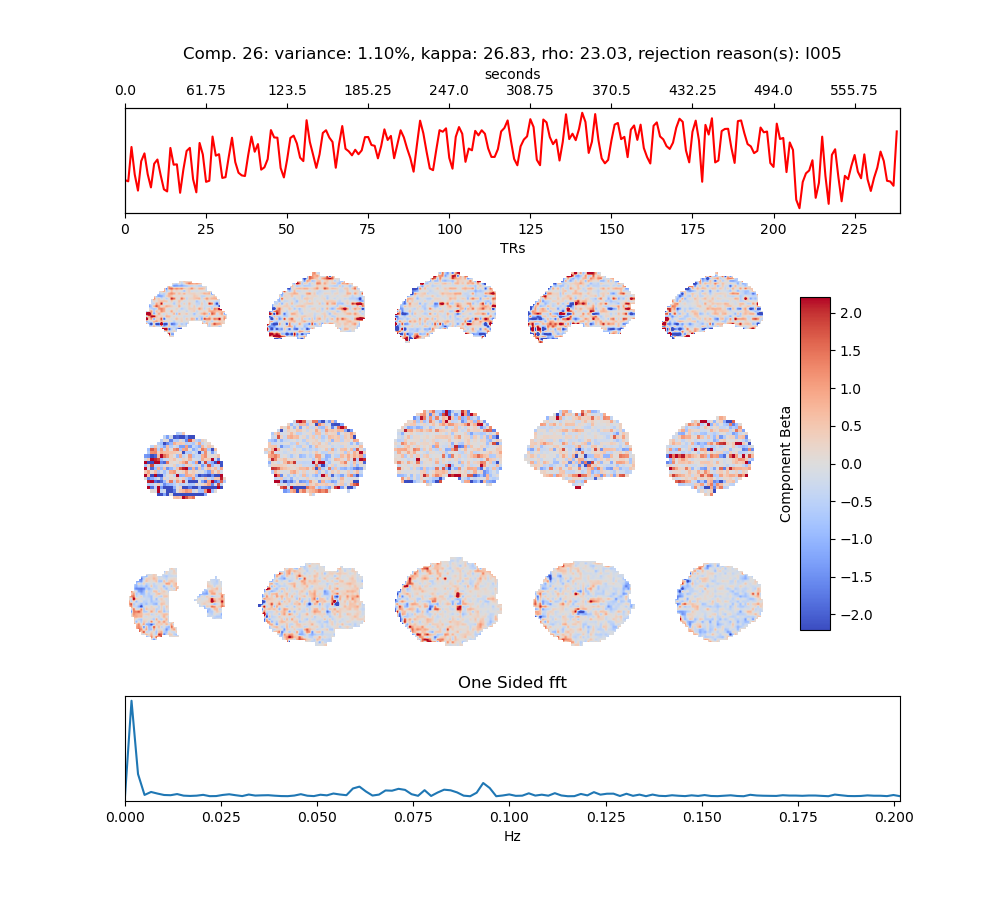 Comp. 26: variance: 1.10%, kappa: 26.83, rho: 23.03, rejection reason(s): I005
seconds
0.0 61.75 123.5 185.25 247.0 308.75 370.5 432.25 494.0 555.75
0 25 50 75 100 125 150 175 200 225
TRs
2.0
1.5
1.0
0.5
0.0
−0.5
−1.0
−1.5
−2.0
Component Beta
One Sided fft
0.000 0.025 0.050 0.075 0.100 0.125 0.150 0.175 0.200
Hz